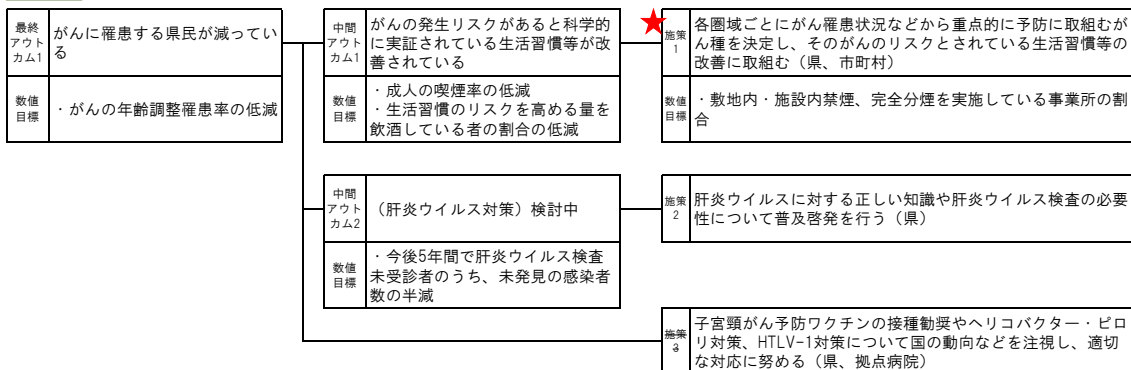 最終
アウト
カム1
がんに罹患する県民が減ってい
る
数値
目標
・がんの年齢調整罹患率の低減
中間
アウト
カム1
がんの発生リスクがあると科学的
に実証されている生活習慣等が改
善されている
数値
目標
・成人の喫煙率の低減
・生活習慣のリスクを高める量を
飲酒している者の割合の低減
施策
1
各圏域ごとにがん罹患状況などから重点的に予防に取組むが
ん種を決定し、そのがんのリスクとされている生活習慣等の
改善に取組む（県、市町村）
数値
目標
・敷地内・施設内禁煙、完全分煙を実施している事業所の割
合
中間
アウト
カム2
（肝炎ウイルス対策）検討中
数値
目標
・今後5年間で肝炎ウイルス検査
未受診者のうち、未発見の感染者
数の半減
施策
2
肝炎ウイルスに対する正しい知識や肝炎ウイルス検査の必要
性について普及啓発を行う（県）
施策
3
子宮頸がん予防ワクチンの接種勧奨やヘリコバクター・ピロ
リ対策、HTLV-1対策について国の動向などを注視し、適切
な対応に努める（県、拠点病院）